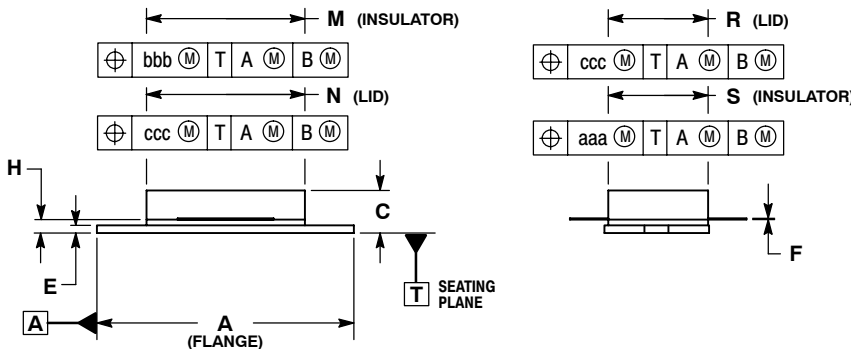 M (INSULATOR)
⌖ bbb Ⓜ T A Ⓜ B Ⓜ
N (LID)
⌖ ccc Ⓜ T A Ⓜ B Ⓜ
R (LID)
⌖ ccc Ⓜ T A Ⓜ B Ⓜ
S (INSULATOR)
⌖ aaa Ⓜ T A Ⓜ B Ⓜ
H
C
E
F
T SEATING
PLANE
A
A
(FLANGE)